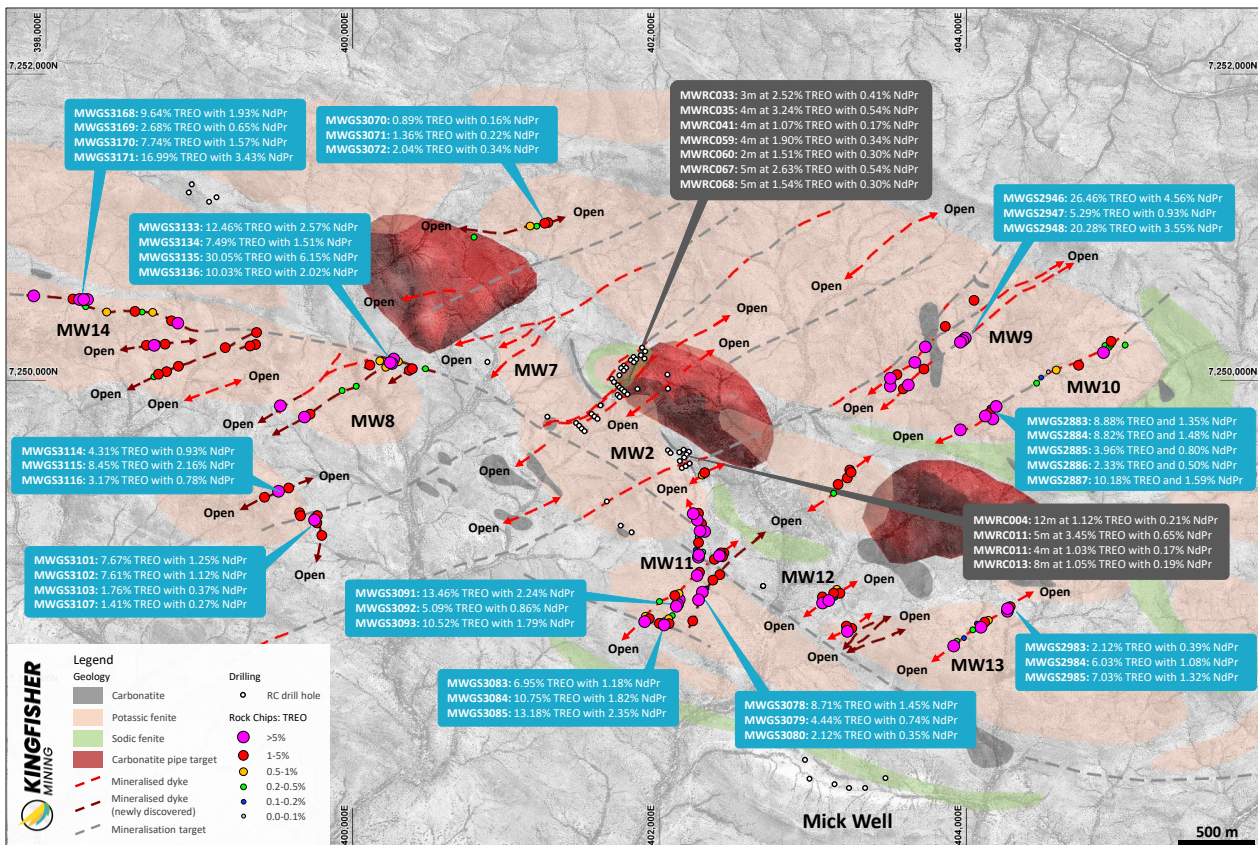 398,000E
400,000E
402,000E
404,000E
7,252,000N
7,252,000N
MWGS3168: 9.64% TREO with 1.93% NdPr
MWGS3169: 2.68% TREO with 0.65% NdPr
MWGS3170: 7.74% TREO with 1.57% NdPr
MWGS3171: 16.99% TREO with 3.43% NdPr
MWGS3070: 0.89% TREO with 0.16% NdPr
MWGS3071: 1.36% TREO with 0.22% NdPr
MWGS3072: 2.04% TREO with 0.34% NdPr
MWRC033: 3m at 2.52% TREO with 0.41% NdPr
MWRC035: 4m at 3.24% TREO with 0.54% NdPr
MWRC041: 4m at 1.07% TREO with 0.17% NdPr
MWRC059: 4m at 1.90% TREO with 0.34% NdPr
MWRC060: 2m at 1.51% TREO with 0.30% NdPr
MWRC067: 5m at 2.63% TREO with 0.54% NdPr
MWRC068: 5m at 1.54% TREO with 0.30% NdPr
MWGS2946: 26.46% TREO with 4.56% NdPr
MWGS2947: 5.29% TREO with 0.93% NdPr
MWGS2948: 20.28% TREO with 3.55% NdPr
MWGS3133: 12.46% TREO with 2.57% NdPr
MWGS3134: 7.49% TREO with 1.51% NdPr
MWGS3135: 30.05% TREO with 6.15% NdPr
MWGS3136: 10.03% TREO with 2.02% NdPr
Open
Open
Open
Open
Open
Open
MW14
Open
Open
Open
Open
MW7
Open
MW9
MW10
7,250,000N
7,250,000N
Open
Open
MW8
Open
Open
MW2
Open
Open
MWGS2883: 8.88% TREO and 1.35% NdPr
MWGS2884: 8.82% TREO and 1.48% NdPr
MWGS2885: 3.96% TREO and 0.80% NdPr
MWGS2886: 2.33% TREO and 0.50% NdPr
MWGS2887: 10.18% TREO and 1.59% NdPr
MWGS3114: 4.31% TREO with 0.93% NdPr
MWGS3115: 8.45% TREO with 2.16% NdPr
MWGS3116: 3.17% TREO with 0.78% NdPr
Open
Open
Open
Open
MWRC004: 12m at 1.12% TREO with 0.21% NdPr
MWRC011: 5m at 3.45% TREO with 0.65% NdPr
MWRC011: 4m at 1.03% TREO with 0.17% NdPr
MWRC013: 8m at 1.05% TREO with 0.19% NdPr
MWGS3101: 7.67% TREO with 1.25% NdPr
MWGS3102: 7.61% TREO with 1.12% NdPr
MWGS3103: 1.76% TREO with 0.37% NdPr
MWGS3107: 1.41% TREO with 0.27% NdPr
Open
MW11
MW12
Open
MWGS3091: 13.46% TREO with 2.24% NdPr
MWGS3092: 5.09% TREO with 0.86% NdPr
MWGS3093: 10.52% TREO with 1.79% NdPr
Open
Open
Open
Open
Open
Open
MW13
MWGS2983: 2.12% TREO with 0.39% NdPr
MWGS2984: 6.03% TREO with 1.08% NdPr
MWGS2985: 7.03% TREO with 1.32% NdPr
MWGS3083: 6.95% TREO with 1.18% NdPr
MWGS3084: 10.75% TREO with 1.82% NdPr
MWGS3085: 13.18% TREO with 2.35% NdPr
MWGS3078: 8.71% TREO with 1.45% NdPr
MWGS3079: 4.44% TREO with 0.74% NdPr
MWGS3080: 2.12% TREO with 0.35% NdPr
KINGFISHER
MINING
Legend
Geology
Carbonatite
Potassic fenite
Sodic fenite
Carbonatite pipe target
Mineralised dyke
Mineralised dyke
(newly discovered)
Mineralisation target
Drilling
RC drill hole
Rock Chips: TREO
>5%
1-5%
0.5-1%
0.2-0.5%
0.1-0.2%
0.0-0.1%
400,000E
402,000E
404,000E
Mick Well
500 m